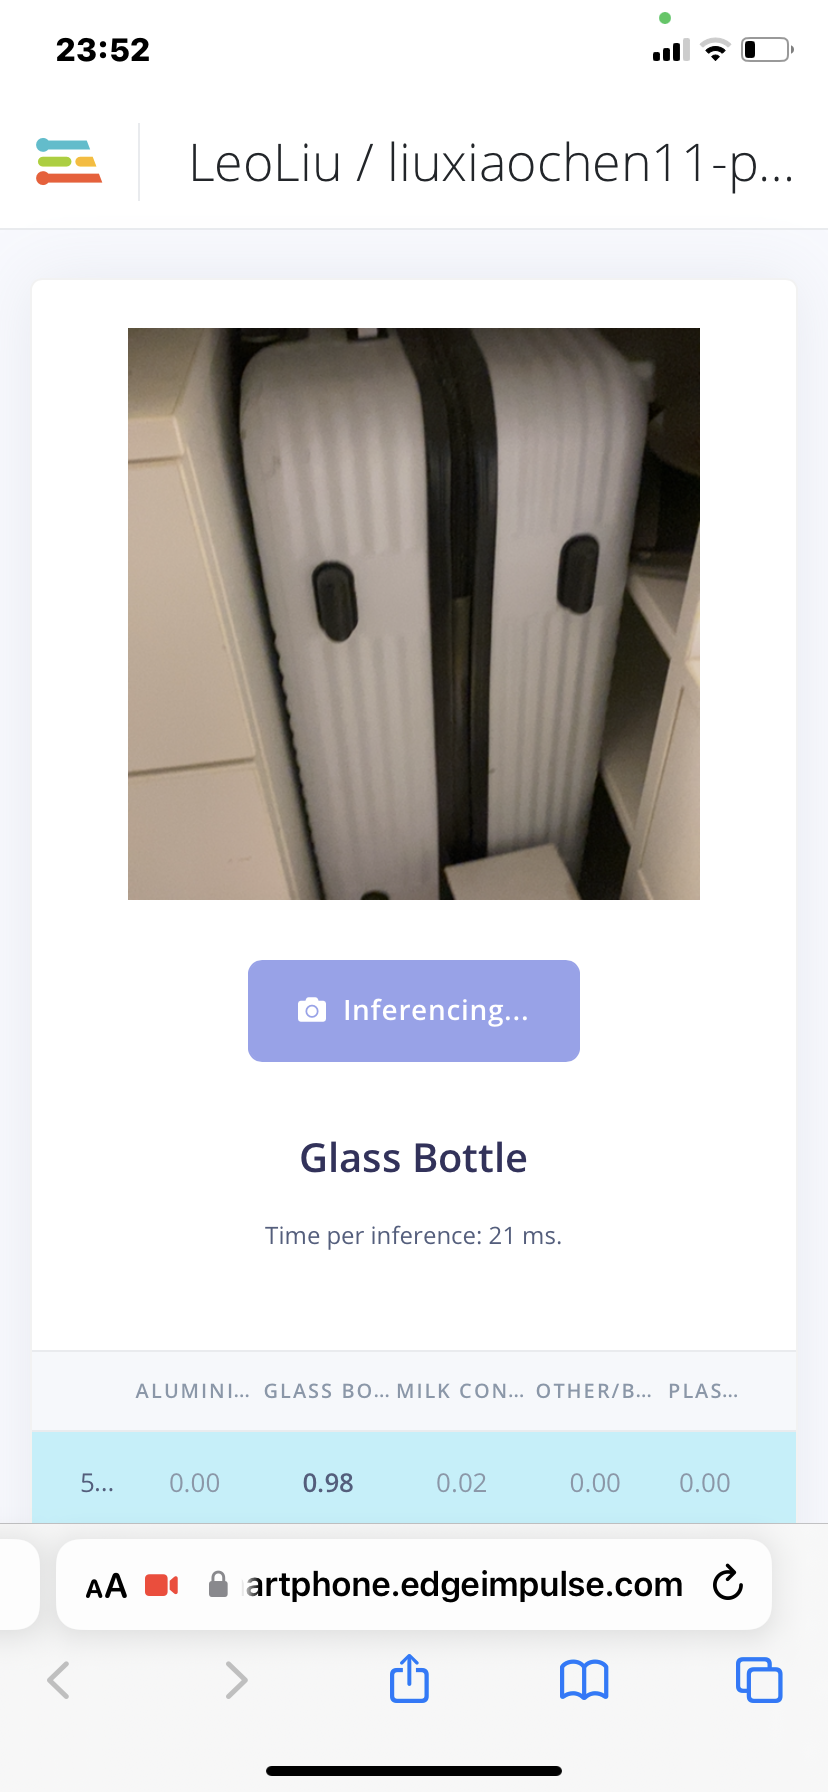 23:52
LeoLiu / liuxiaochen11-p...
Inferencing...
Glass Bottle
Time per inference: 21 ms.
ALUMINI... GLASS BO... MILK CON... OTHER/B... PLAS...
5... 0.00 0.98 0.02 0.00 0.00
AA artphone.edgeimpulse.com